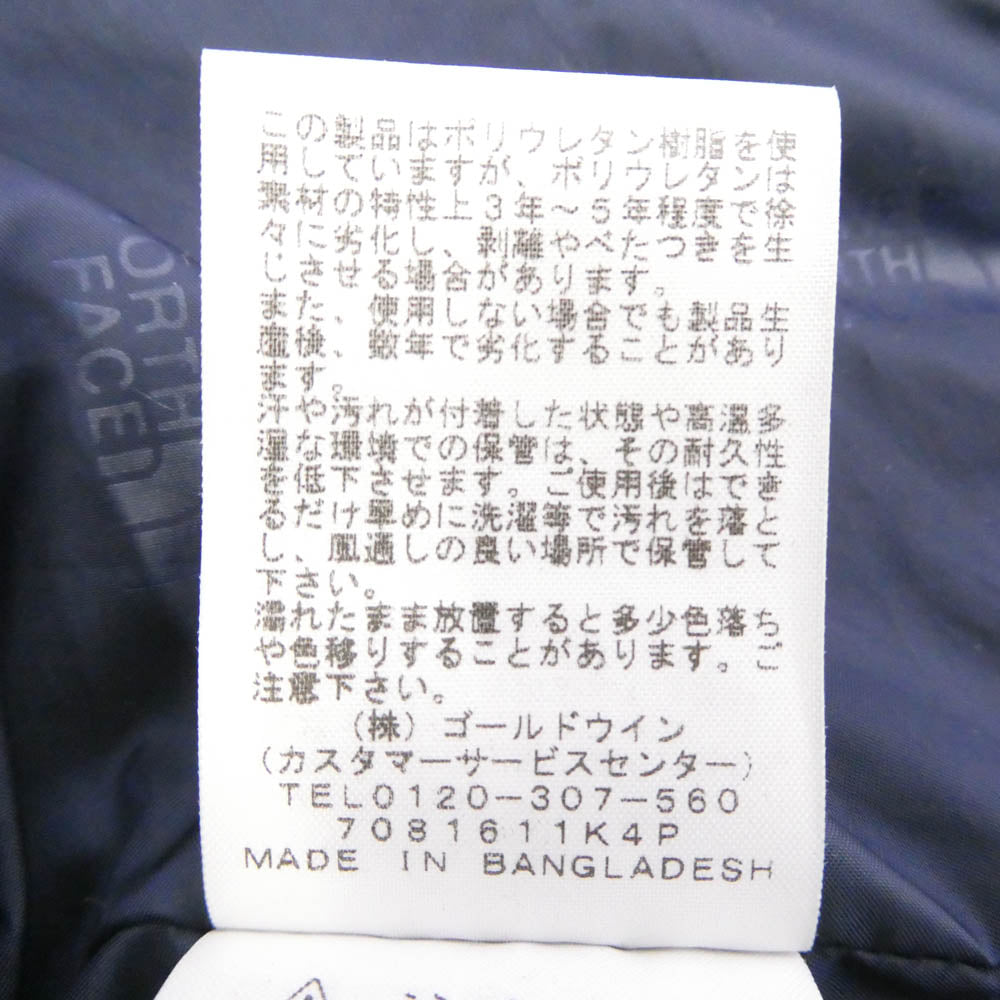 この製品はポリウレタン樹脂を使
用しています が、ポリウレタンは
素材の特性上 3年～5年程度で徐
々に劣化し、剥離やべたつきを生
じさせる場合があります。
また、使用しない場合でも製品生
産後、数年で劣化することがあり
ます。
汗や汚れが付着した状態や高温多
湿な環境での保管は、その耐久性
を低下させます。ご使用後はでき
るだけ早めに洗濯等で汚れを落とて
し、風通しの良い場所で保管して
下さい。
濡れたまま放置すると多少色落ち
や色移りすることがあります。ご
注意下さい。
(株)ゴールドウイン
(カスタマーサービスセンター)
TEL0120-307-560
7081611K4P
MADE IN BANGLADESH
ORTH
FACE
TH